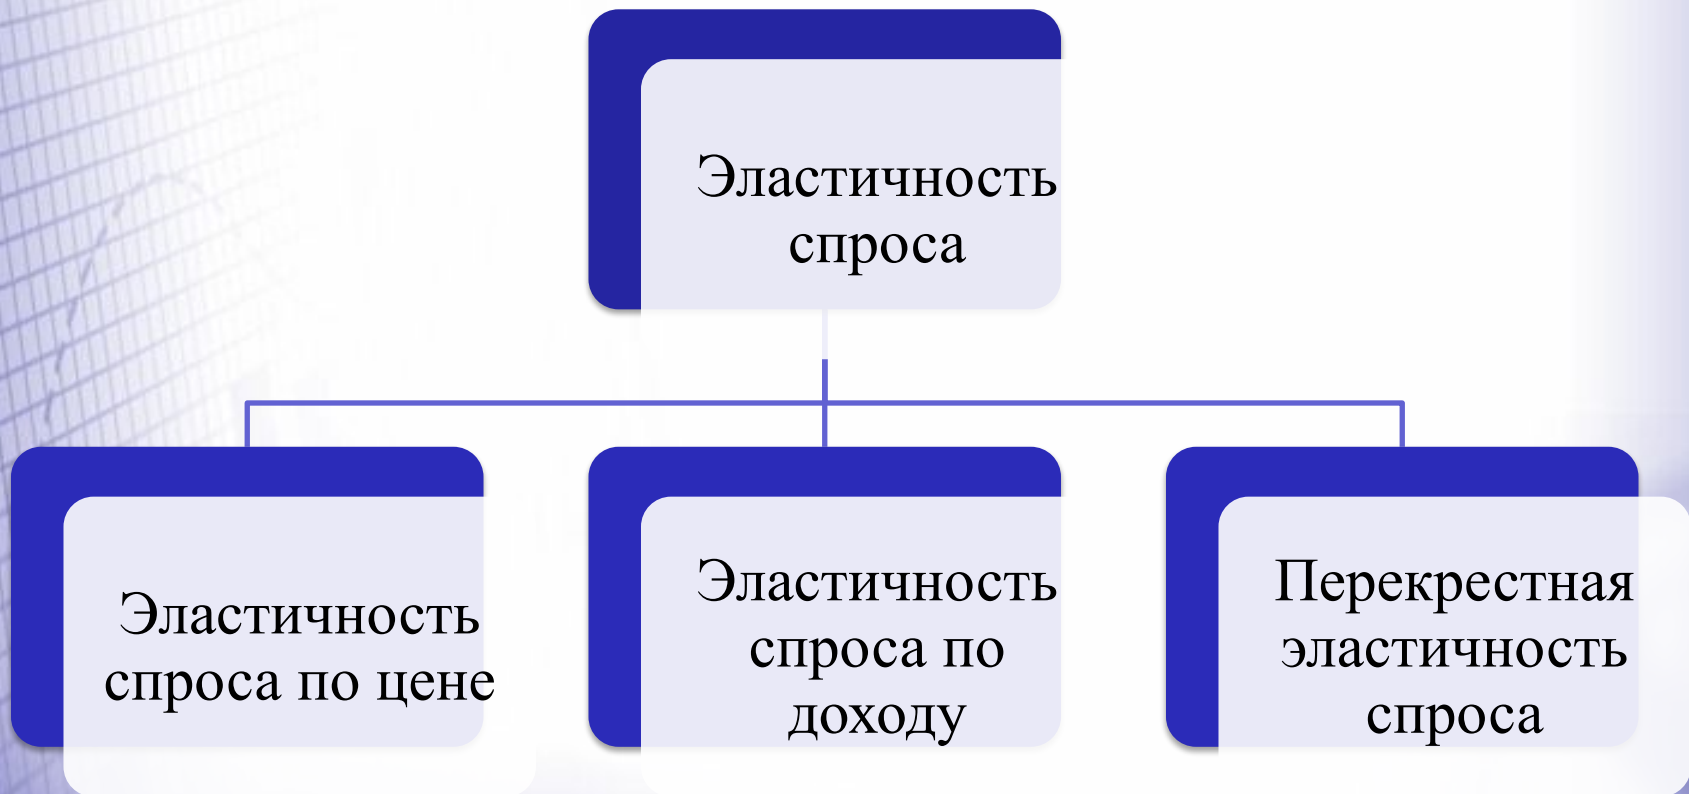 Эластичность
спроса
Эластичность
спроса по цене
Эластичность
спроса по
доходу
Перекрестная
эластичность
спроса